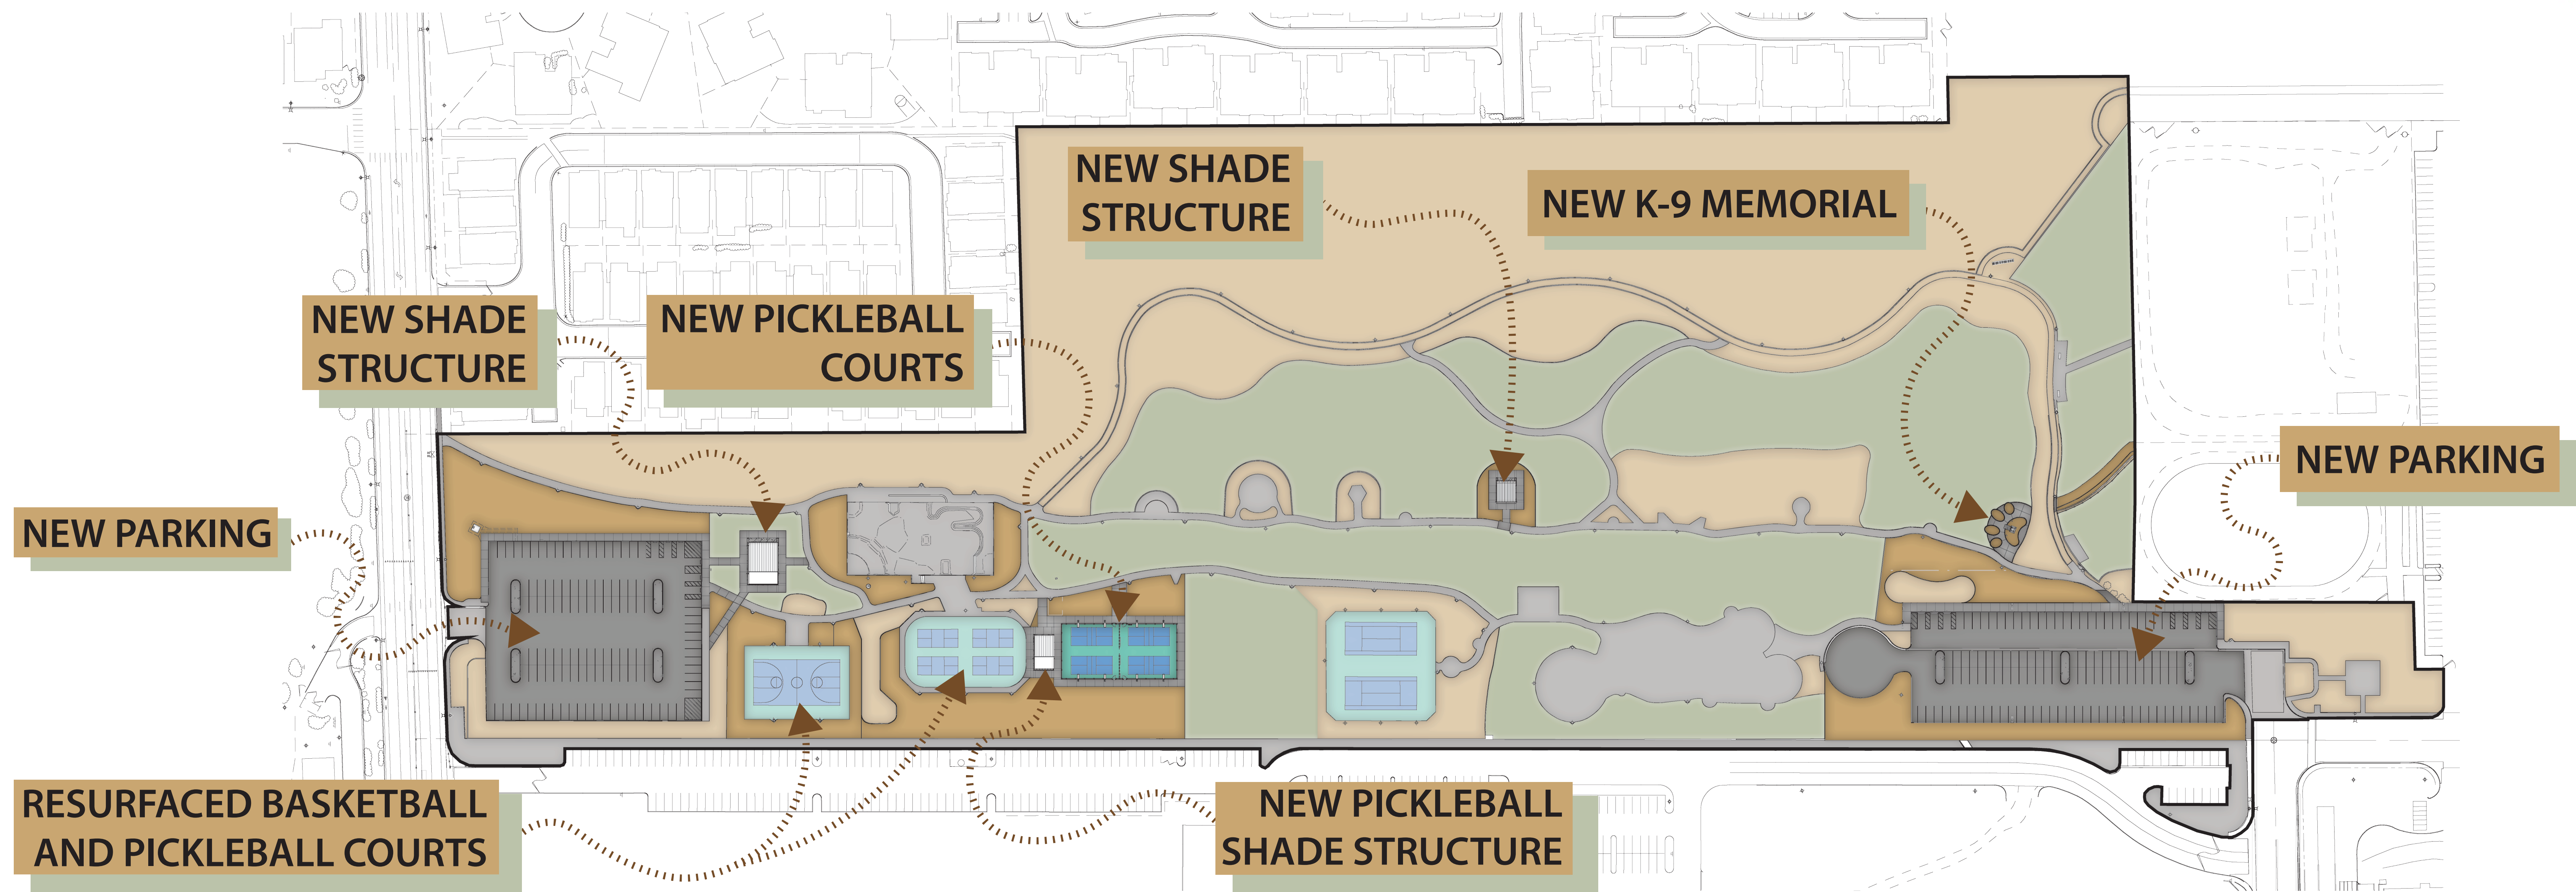 NEW SHADE
STRUCTURE
NEW K-9 MEMORIAL
NEW SHADE
STRUCTURE
NEW PICKLEBALL
COURTS
NEW PARKING
NEW PARKING
RESURFACED BASKETBALL
AND PICKLEBALL COURTS
NEW PICKLEBALL
SHADE STRUCTURE